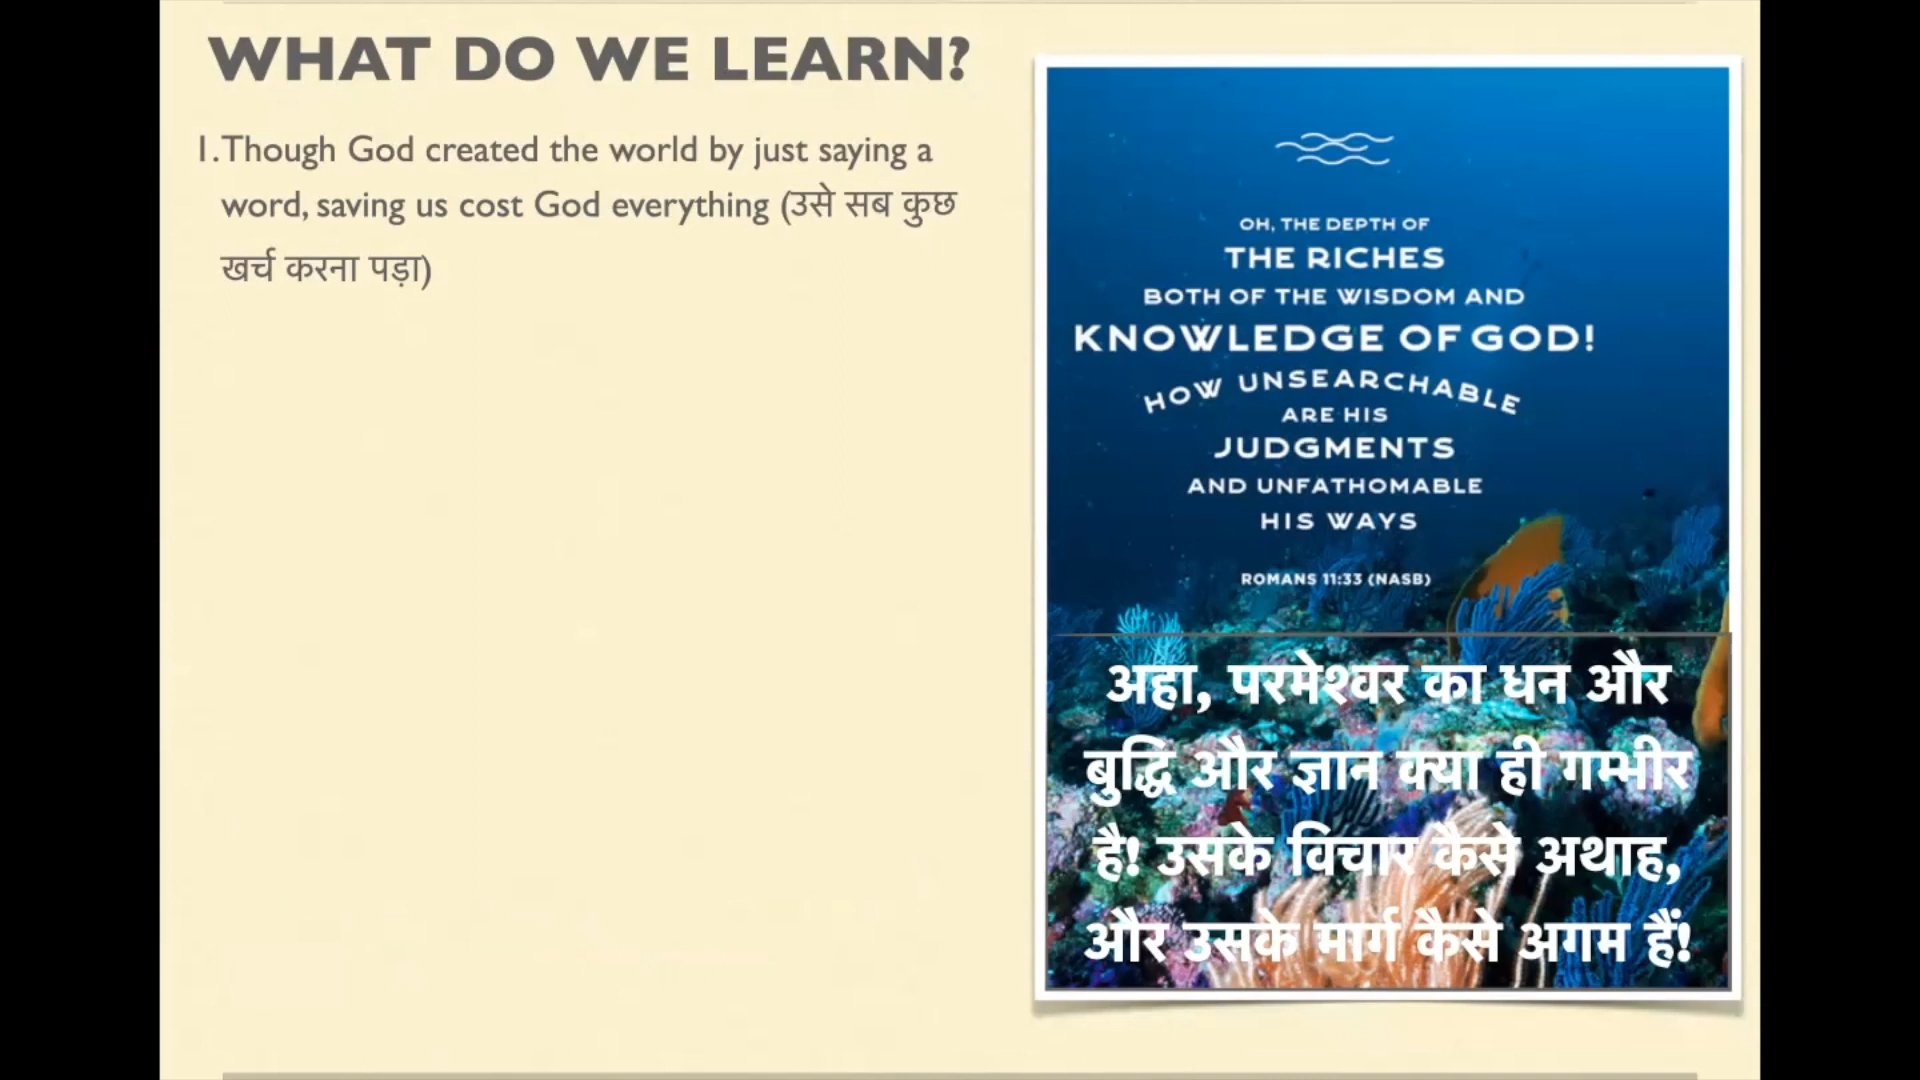 WHAT DO WE LEARN?
1.Though God created the world by just saying a
word, saving us cost God everything (उसे सब कुछ
खर्च करना पड़ा)
OH, THE DEPTH OF
THE RICHES
BOTH OF THE WISDOM AND
KNOWLEDGE OF GOD!
HOW UNSEARCHABLE
ARE HIS
JUDGMENTS
AND UNFATHOMABLE
HIS WAYS
ROMANS 11:33 (NASB)
अहा, परमेश्वर का धन और
बुद्धि और ज्ञान क्या ही गम्भीर
है! उसके विचार कैसे अथाह,
और उसके मार्ग कैसे अगम हैं!